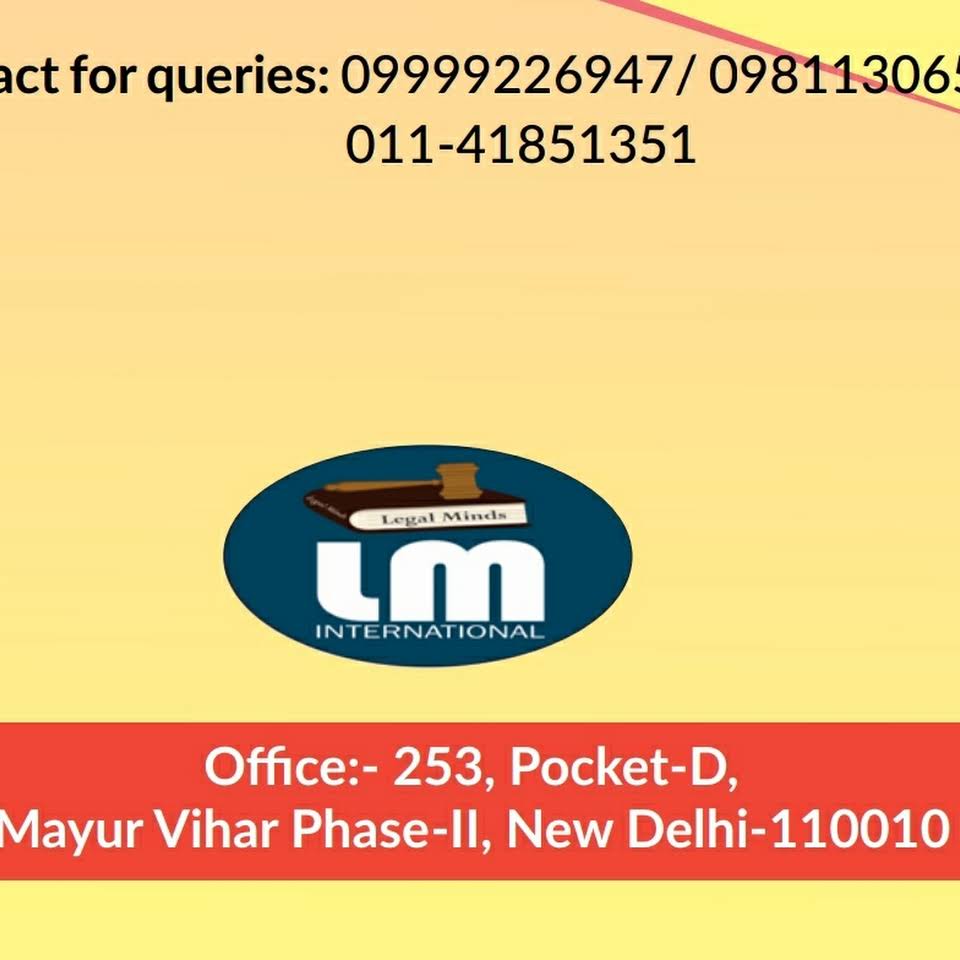 act for queries: 09999226947/ 098113065
011-41851351
Legal Minds
LM
INTERNATIONAL
Office:- 253, Pocket-D,
Mayur Vihar Phase-II, New Delhi-110010